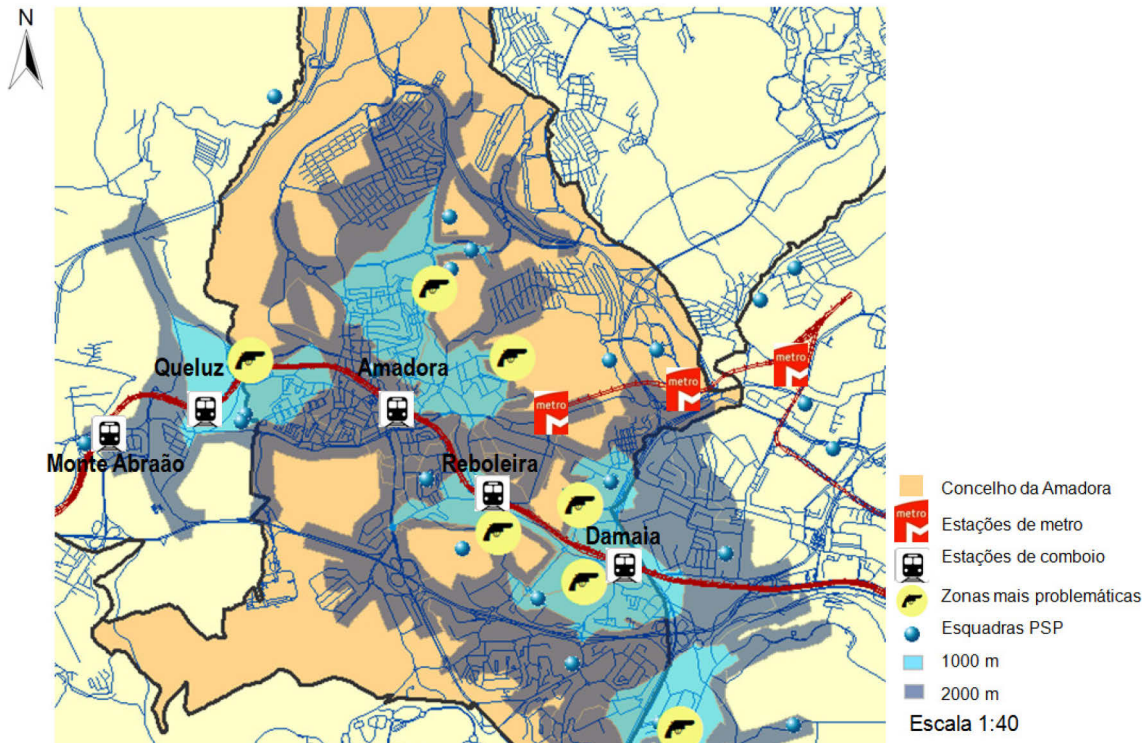 N
Queluz
Amadora
metro
metro
metro
Monte Abraão
Reboleira
Damaia
Concelho da Amadora
metro
Estações de metro
Estações de comboio
Zonas mais problemáticas
Esquadras PSP
1000 m
2000 m
Escala 1:40